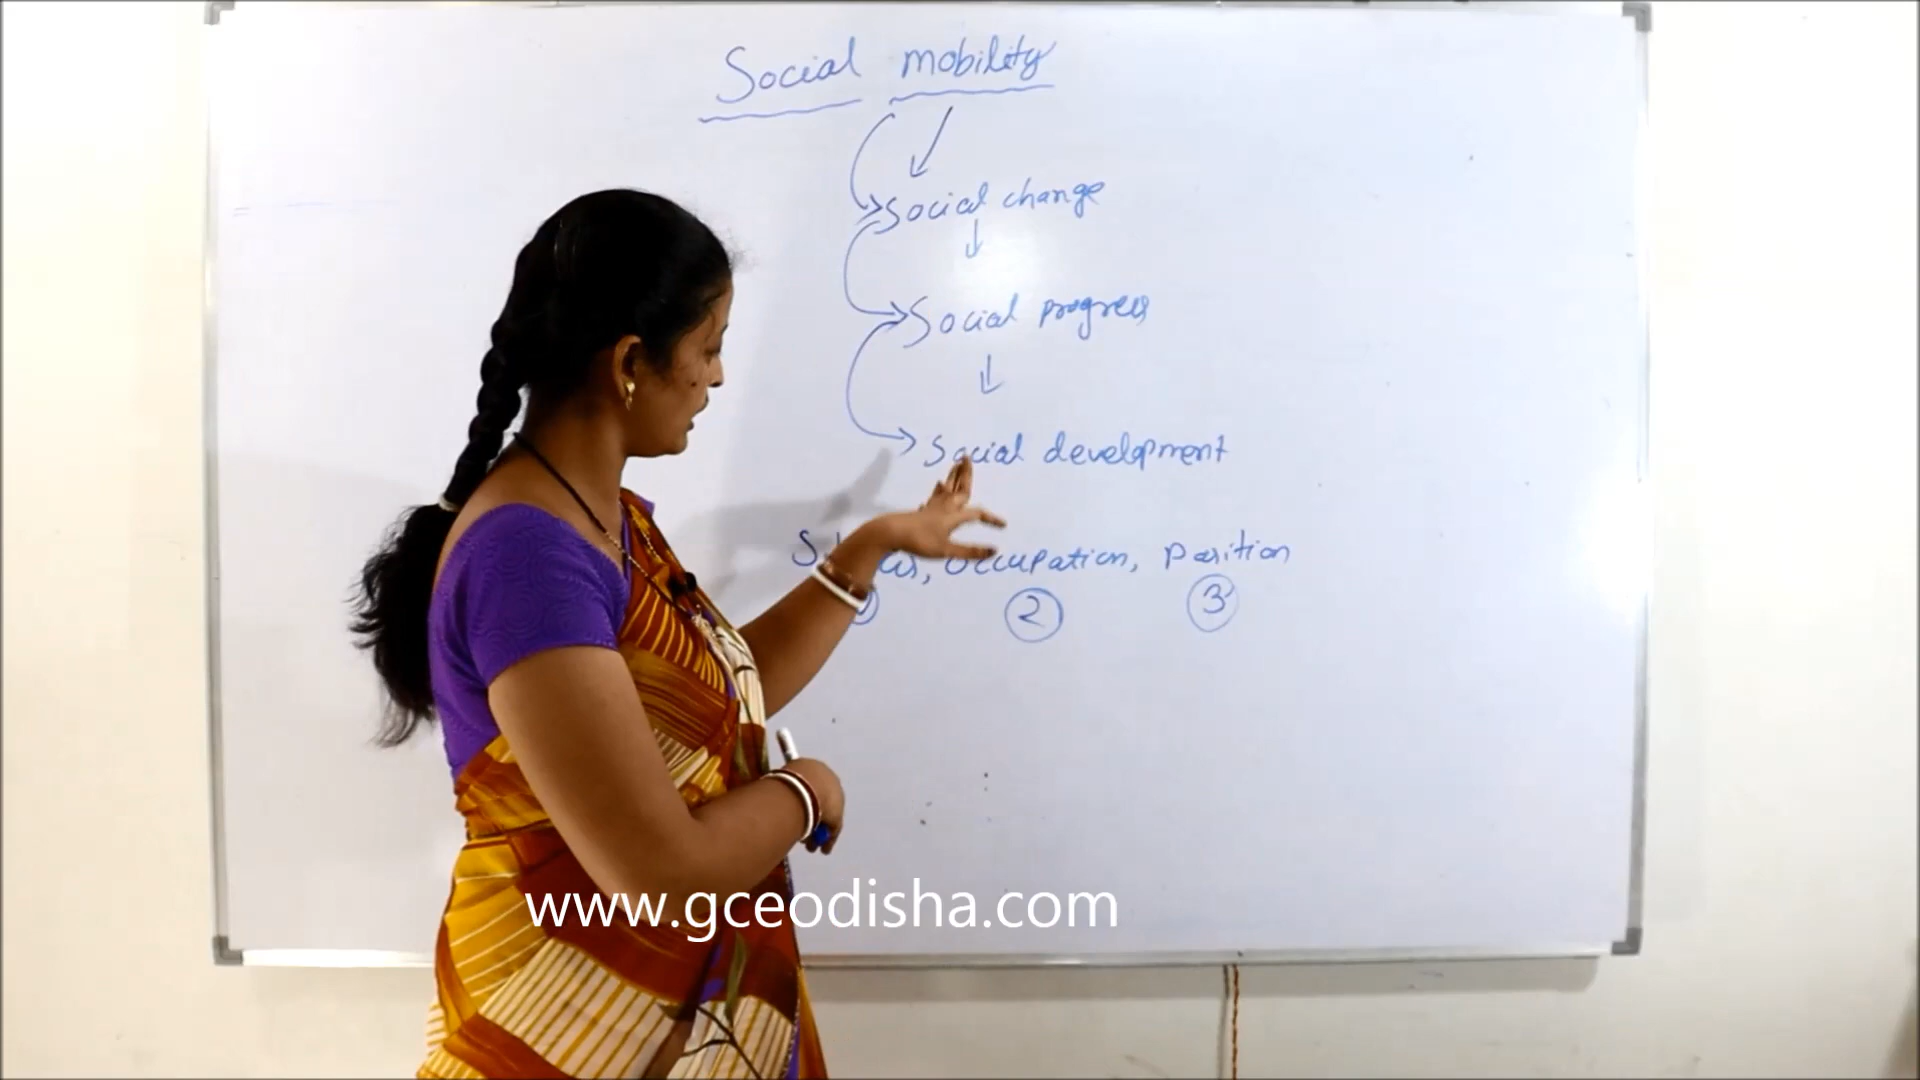 Social mobility
Social change
Social progress
Social development
Occupation, Position
2 3
www.gceodisha.com